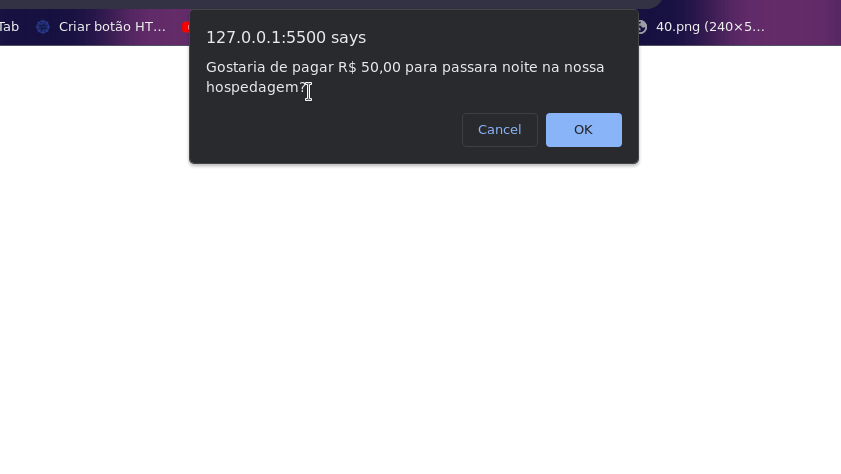 Tab Criar botão HT... 40.png (240×5...
127.0.0.1:5500 says
Gostaria de pagar R$ 50,00 para passara noite na nossa
hospedagem?
Cancel OK